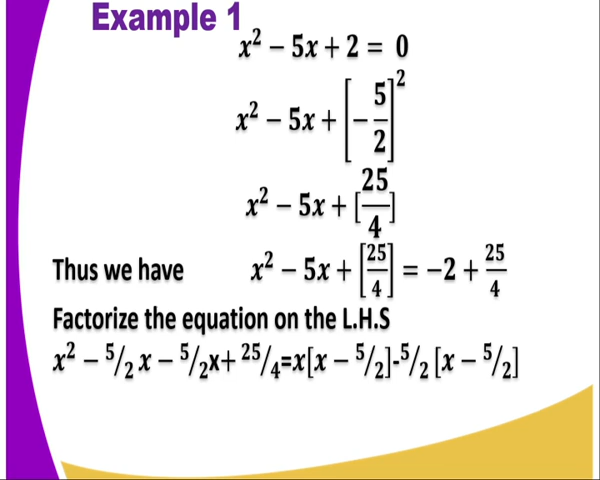 Example 1
x² − 5x + 2 = 0
x² − 5x + [−5/2]²
x² − 5x + [25/4]
Thus we have x² − 5x + [25/4] = −2 + 25/4
Factorize the equation on the L.H.S
x² − 5/2 x − 5/2x+ 25/4=x[x − 5/2]-5/2 [x − 5/2]